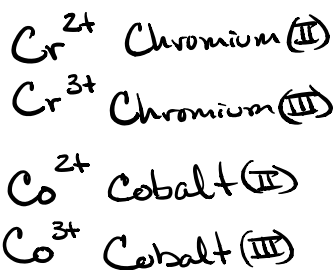 Cr²⁺ Chromium (II)
Cr³⁺ Chromium (III)
Co²⁺ Cobalt (II)
Co³⁺ Cobalt (III)